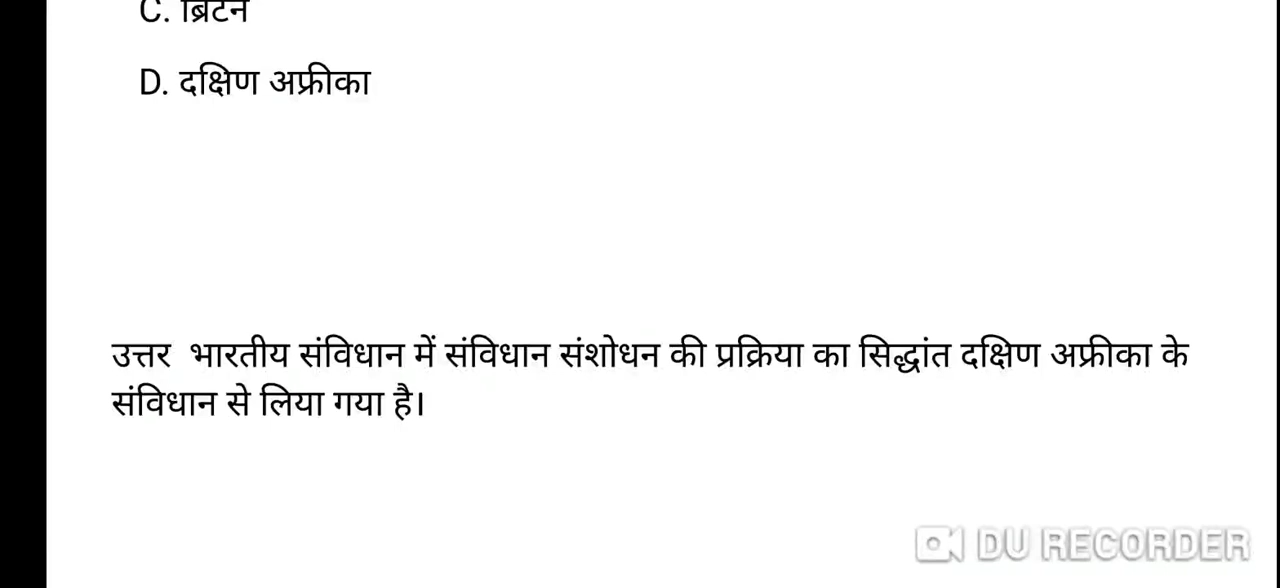 C. ब्रिटेन
D. दक्षिण अफ्रीका
उत्तर भारतीय संविधान में संविधान संशोधन की प्रक्रिया का सिद्धांत दक्षिण अफ्रीका के
संविधान से लिया गया है।
DU RECORDER